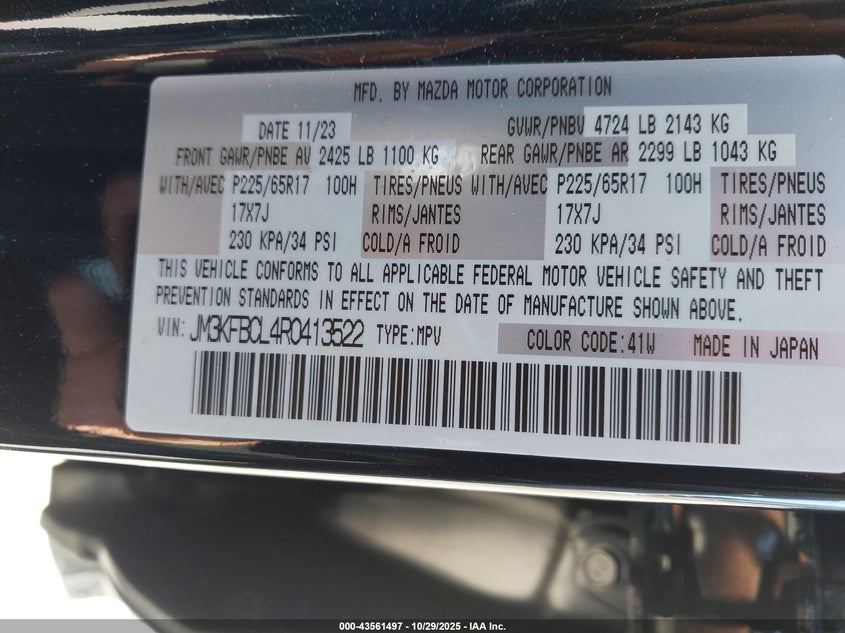 MFD. BY MAZDA MOTOR CORPORATION
DATE 11/23 GVWR/PNBV 4724 LB 2143 KG
FRONT GAWR/PNBE AV 2425 LB 1100 KG REAR GAWR/PNBE AR 2299 LB 1043 KG
WITH/AVEC P225/65R17 100H TIRES/PNEUS WITH/AVEC P225/65R17 100H TIRES/PNEUS
17X7J RIMS/JANTES 17X7J RIMS/JANTES
230 KPA/34 PSI COLD/A FROID 230 KPA/34 PSI COLD/A FROID
THIS VEHICLE CONFORMS TO ALL APPLICABLE FEDERAL MOTOR VEHICLE SAFETY AND THEFT
PREVENTION STANDARDS IN EFFECT ON THE DATE OF MANUFACTURE SHOWN ABOVE.
VIN: JM3KFBCL4R0413522 TYPE:MPV COLOR CODE:41W MADE IN JAPAN
000-43561497 - 10/29/2025 - IAA Inc.